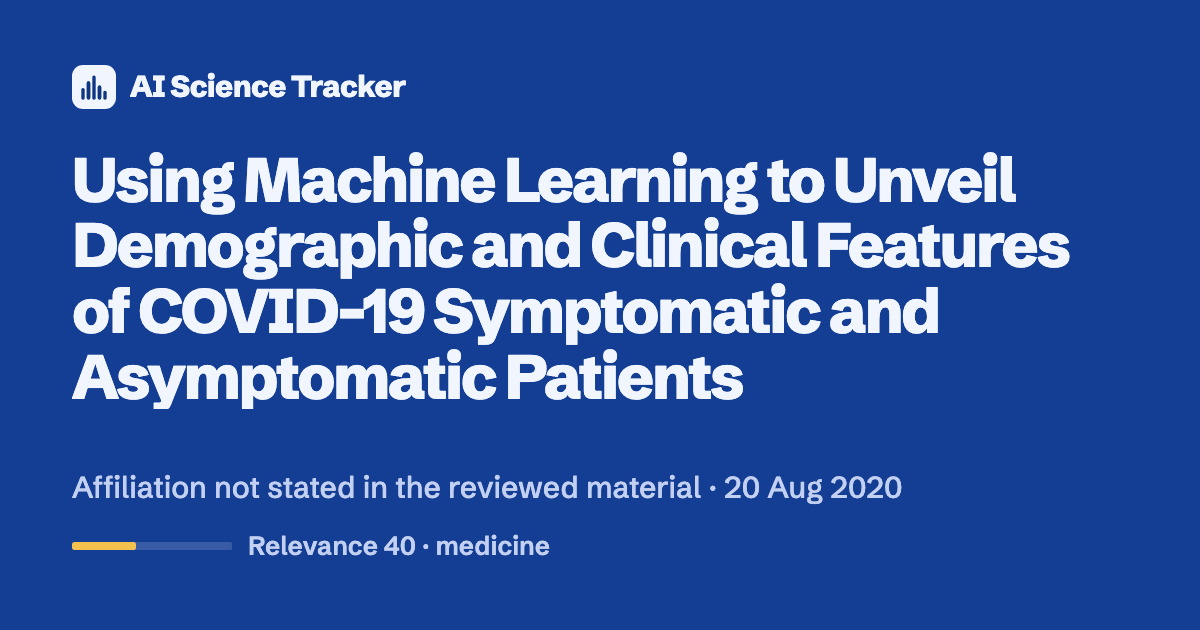 AI Science Tracker
Using Machine Learning to Unveil
Demographic and Clinical Features
of COVID-19 Symptomatic and
Asymptomatic Patients
Affiliation not stated in the reviewed material · 20 Aug 2020
Relevance 40 · medicine